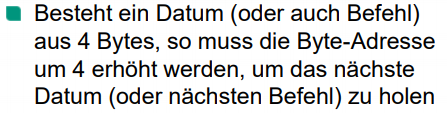 Besteht ein Datum (oder auch Befehl)
aus 4 Bytes, so muss die Byte-Adresse
um 4 erhöht werden, um das nächste
Datum (oder nächsten Befehl) zu holen